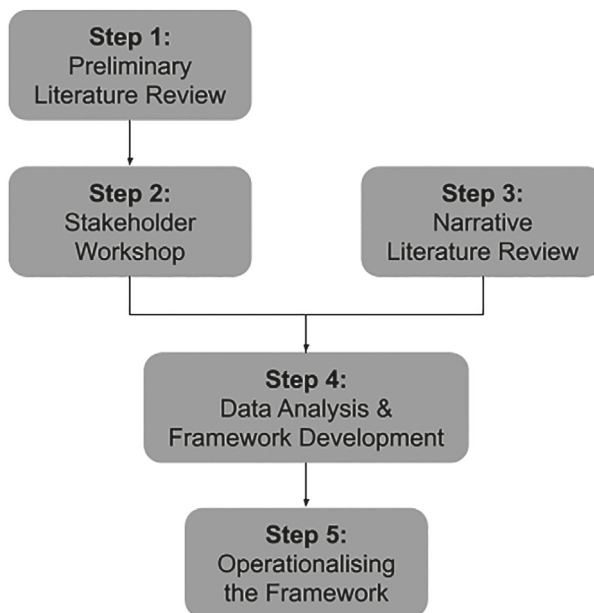 Step 1:
Preliminary
Literature Review
Step 2:
Stakeholder
Workshop
Step 3:
Narrative
Literature Review
Step 4:
Data Analysis &
Framework Development
Step 5:
Operationalising
the Framework